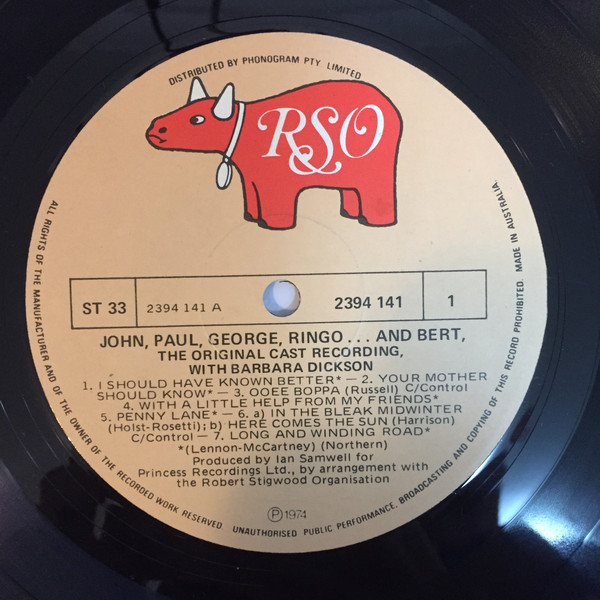 DISTRIBUTED BY PHONOGRAM PTY LIMITED
RSO
ST 33
2394 141 A
2394 141
1
JOHN, PAUL, GEORGE, RINGO . . . AND BERT,
THE ORIGINAL CAST RECORDING,
WITH BARBARA DICKSON
1. I SHOULD HAVE KNOWN BETTER* — 2. YOUR MOTHER
SHOULD KNOW* — 3. OOEE BOPPA (Russell) C/Control
4. WITH A LITTLE HELP FROM MY FRIENDS*
5. PENNY LANE* — 6. a) IN THE BLEAK MIDWINTER
(Holst-Rosetti); b) HERE COMES THE SUN (Harrison)
C/Control — 7. LONG AND WINDING ROAD*
*(Lennon-McCartney) (Northern)
Produced by Ian Samwell for
Princess Recordings Ltd., by arrangement with
the Robert Stigwood Organisation
Ⓟ 1974
ALL RIGHTS OF THE MANUFACTURER AND OF THE OWNER OF THE RECORDED WORK RESERVED UNAUTHORISED PUBLIC PERFORMANCE, BROADCASTING AND COPYING OF THIS RECORD PROHIBITED. MADE IN AUSTRALIA.